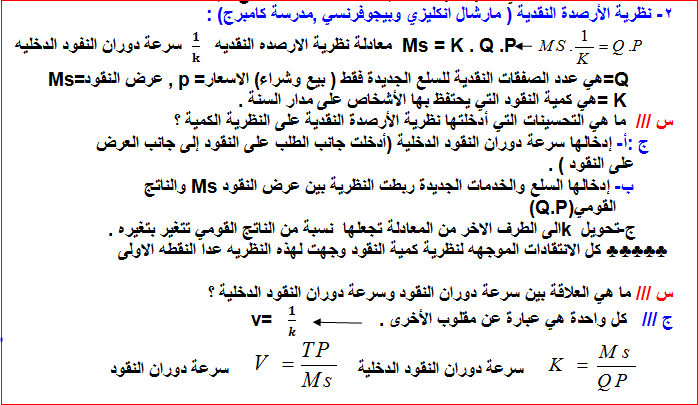 ٢- نظرية الأرصدة النقدية ( مارشال انكليزي وبيجوفرنسي ,مدرسة كامبرج) :
MS . 1/K = Q .P ← Ms = K . Q .P معادلة نظرية الارصده النقديه 1/k سرعة دوران النقود الدخليه
Q=هي عدد الصفقات النقدية للسلع الجديدة فقط ( بيع وشراء) الاسعار= p , عرض النقود=Ms
K =هي كمية النقود التي يحتفظ بها الأشخاص على مدار السنة .
س /// ما هي التحسينات التي أدخلتها نظرية الأرصدة النقدية على النظرية الكمية ؟
ج :أ- إدخالها سرعة دوران النقود الدخلية (أدخلت جانب الطلب على النقود إلى جانب العرض
على النقود ) .
ب- إدخالها السلع والخدمات الجديدة ربطت النظرية بين عرض النقود Ms والناتج
القومي(Q.P)
ج-تحويل kالى الطرف الاخر من المعادلة تجعلها نسبة من الناتج القومي تتغير بتغيره .
♣♣♣♣♣ كل الانتقادات الموجهه لنظرية كمية النقود وجهت لهذه النظريه عدا النقطه الاولى
س /// ما هي العلاقة بين سرعة دوران النقود وسرعة دوران النقود الدخلية ؟
ج /// كل واحدة هي عبارة عن مقلوب الأخرى . ← v= 1/k
K = Ms/QP سرعة دوران النقود الدخلية V = TP/Ms سرعة دوران النقود